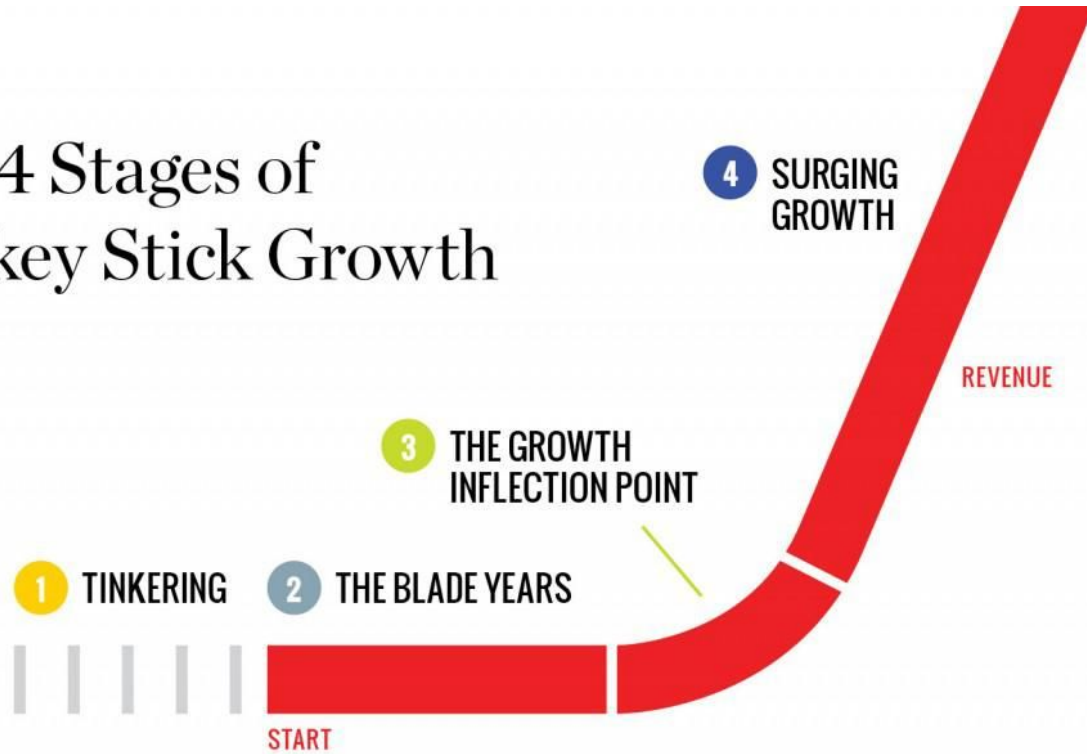 4 Stages of
key Stick Growth
4 SURGING
GROWTH
REVENUE
3 THE GROWTH
INFLECTION POINT
1 TINKERING
2 THE BLADE YEARS
START